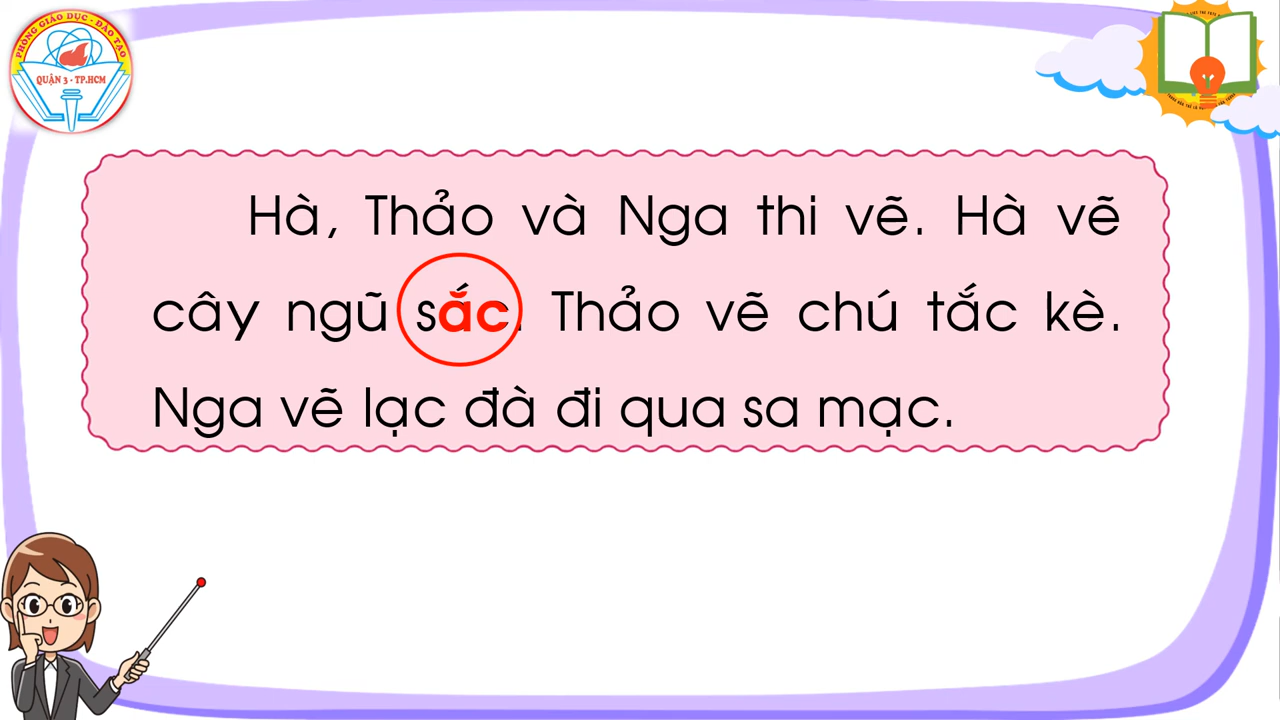 PHÒNG GIÁO DỤC - ĐÀO TẠO
QUẬN 3 - TP.HCM
Hà, Thảo và Nga thi vẽ. Hà vẽ
cây ngũ sắc. Thảo vẽ chú tắc kè.
Nga vẽ lạc đà đi qua sa mạc.